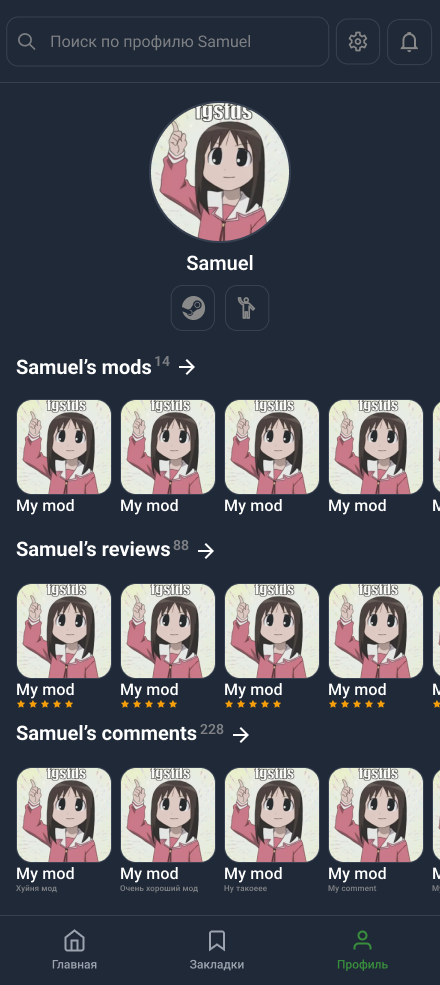 Поиск по профилю Samuel
Samuel
Samuel’s mods 14
My mod My mod My mod My mod
Samuel’s reviews 88
My mod My mod My mod My mod
Samuel’s comments 228
My mod My mod My mod My mod
Хуйня мод Очень хороший мод Ну такоеее My comment
Главная Закладки Профиль